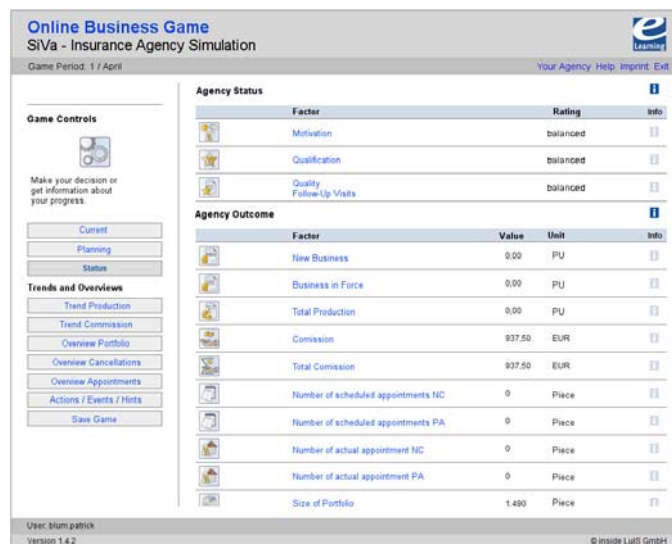 Online Business Game
SiVa - Insurance Agency Simulation
Learning
Game Period: 1 / April
Your Agency Help Imprint Exit
Game Controls
Make your decision or
get information about
your progress.
Current
Planning
Status
Trends and Overviews
Trend Production
Trend Commission
Overview Portfolio
Overview Cancellations
Overview Appointments
Actions / Events / Hints
Save Game
Agency Status
Factor Rating Info
Motivation balanced
Qualification balanced
Quality
Follow-Up Visits balanced
Agency Outcome
Factor Value Unit Info
New Business 0,00 PU
Business in Force 0,00 PU
Total Production 0,00 PU
Comission 937,50 EUR
Total Comission 937,50 EUR
Number of scheduled appointments NC 0 Piece
Number of scheduled appointments PA 0 Piece
Number of actual appointment NC 0 Piece
Number of actual appointment PA 0 Piece
Size of Portfolio 1.490 Piece
User: blum.patrick
Version 1.4.2
© inside LuIS GmbH